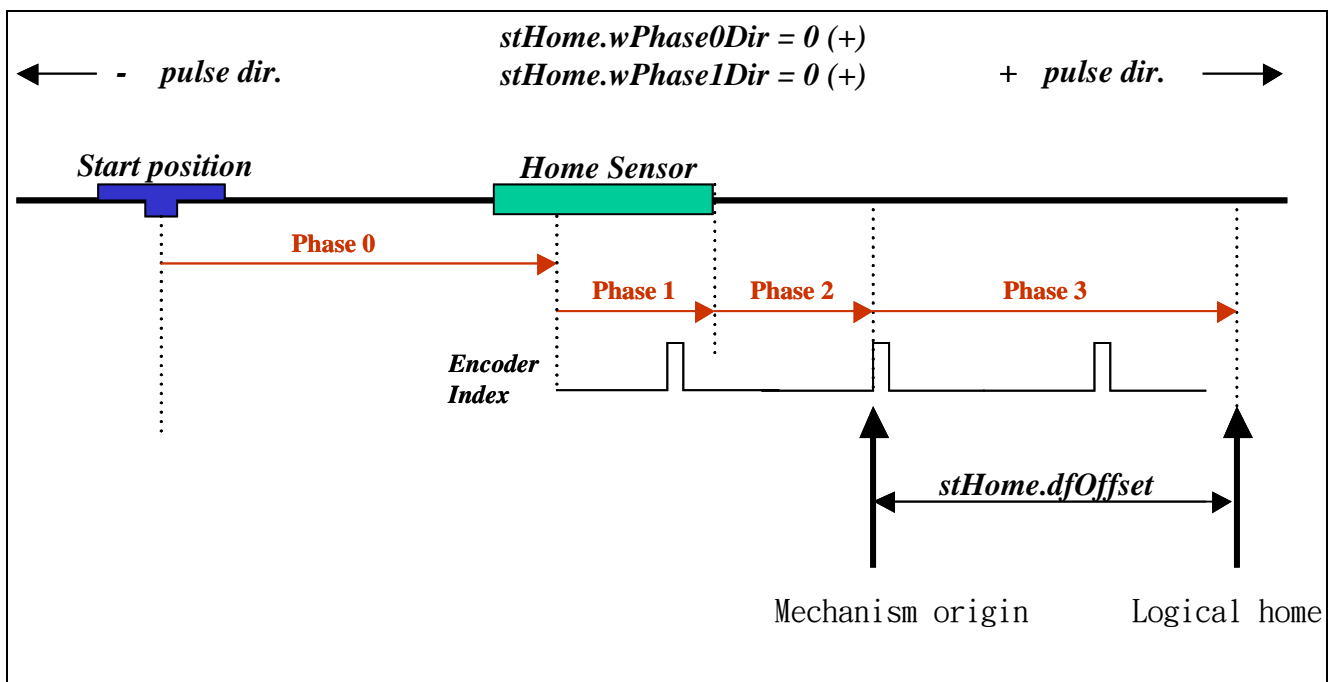 stHome.wPhase0Dir = 0 (+)
- pulse dir.
stHome.wPhase1Dir = 0 (+)
+ pulse dir.
Start position
Home Sensor
Phase 0
Phase 1
Phase 2
Phase 3
Encoder
Index
stHome.dfOffset
Mechanism origin
Logical home